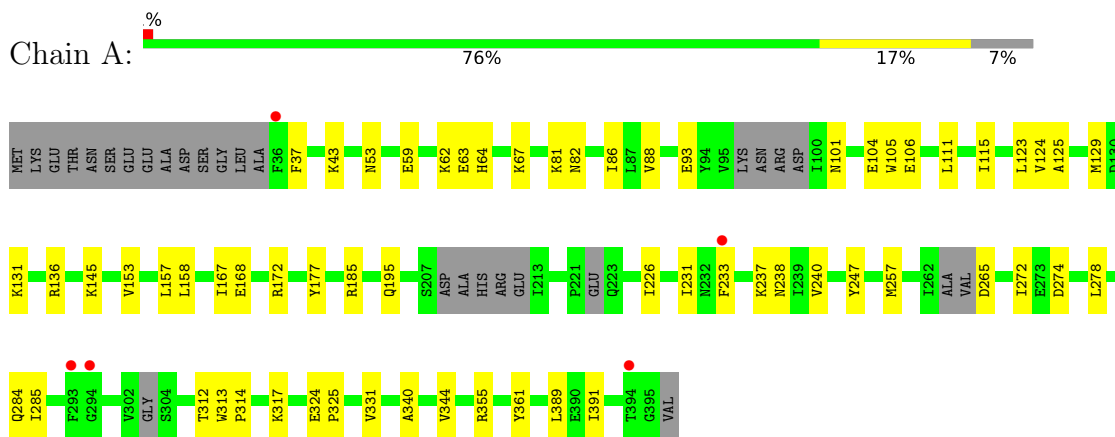 .%
Chain A:
76% 17% 7%
MET LYS GLU THR ASN SER GLU GLU ALA ASP SER GLY LEU ALA F36 F37 K43 N53 E59 K62 E63 H64 K67 K81 N82 I86 L87 V88 E93 Y94 V95 LYS ASN ARG ASP I100 N101 E104 W105 E106 L111 I115 L123 V124 A125 M129 D130
K131 R136 K145 V153 L157 L158 I167 E168 R172 Y177 R185 Q195 S207 ASP ALA HIS ARG GLU I213 P221 GLU Q223 I226 I231 N232 F233 K237 N238 I239 V240 Y247 M257 I262 ALA VAL D265 I272 E273 D274 L278
Q284 I285 F293 G294 V302 GLY S304 T312 W313 P314 K317 E324 P325 V331 A340 V344 R355 Y361 L389 E390 I391 T394 G395 VAL